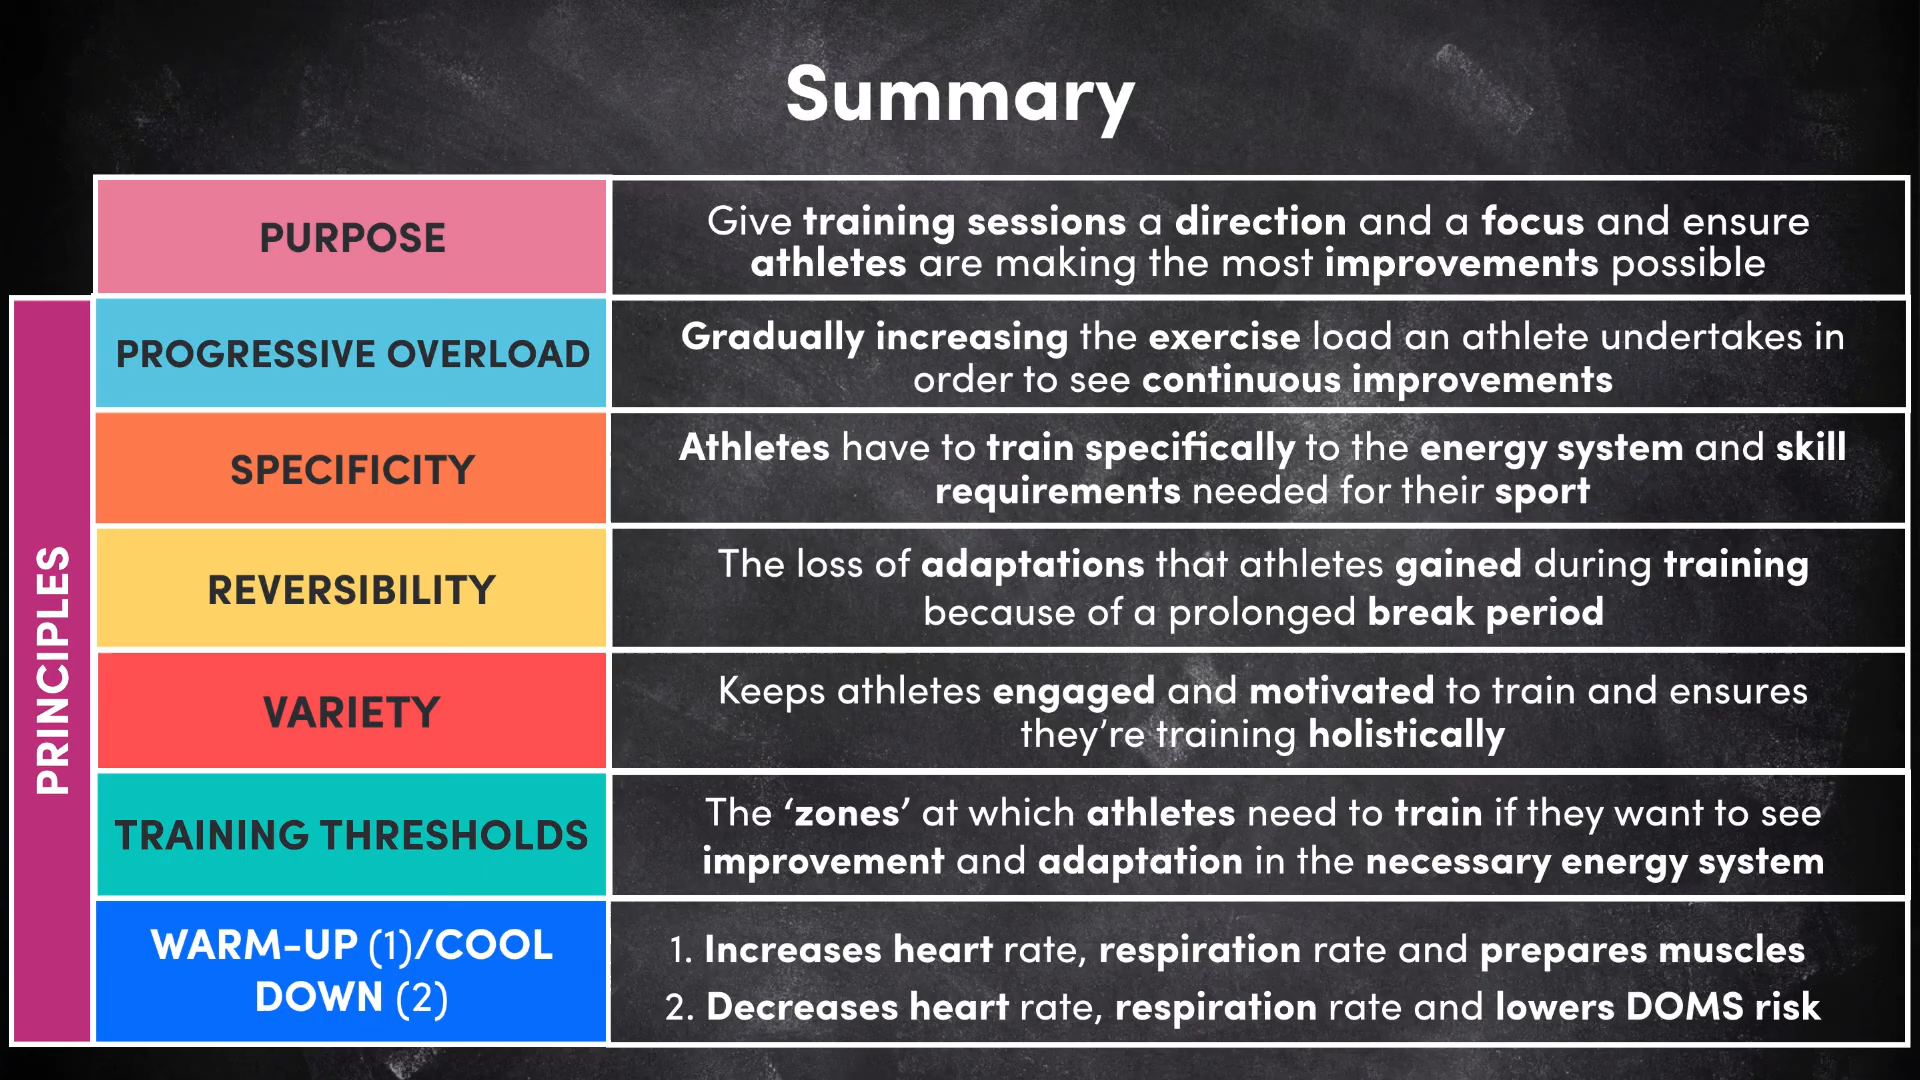 Summary
PURPOSE
Give training sessions a direction and a focus and ensure
athletes are making the most improvements possible
PRINCIPLES
PROGRESSIVE OVERLOAD
Gradually increasing the exercise load an athlete undertakes in
order to see continuous improvements
SPECIFICITY
Athletes have to train specifically to the energy system and skill
requirements needed for their sport
REVERSIBILITY
The loss of adaptations that athletes gained during training
because of a prolonged break period
VARIETY
Keeps athletes engaged and motivated to train and ensures
they’re training holistically
TRAINING THRESHOLDS
The ‘zones’ at which athletes need to train if they want to see
improvement and adaptation in the necessary energy system
WARM-UP (1)/COOL
DOWN (2)
1. Increases heart rate, respiration rate and prepares muscles
2. Decreases heart rate, respiration rate and lowers DOMS risk